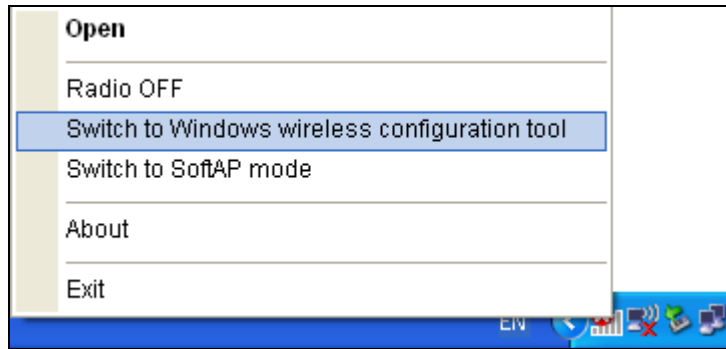 Open
Radio OFF
Switch to Windows wireless configuration tool
Switch to SoftAP mode
About
Exit
EN